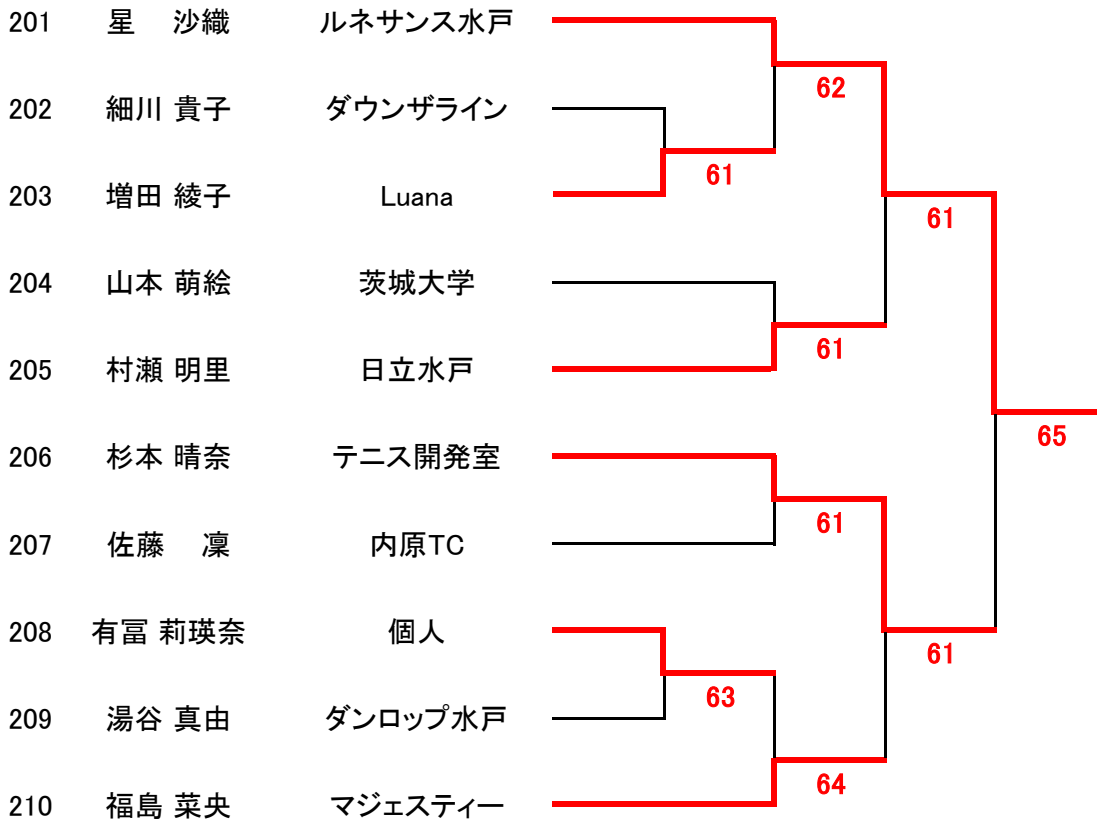 201 星 沙織 ルネサンス水戸
62
202 細川 貴子 ダウンザライン
61
203 増田 綾子 Luana
61
204 山本 萌絵 茨城大学
61
205 村瀬 明里 日立水戸
65
206 杉本 晴奈 テニス開発室
61
207 佐藤 凜 内原TC
208 有冨 莉瑛奈 個人
61
63
209 湯谷 真由 ダンロップ水戸
64
210 福島 菜央 マジェスティー